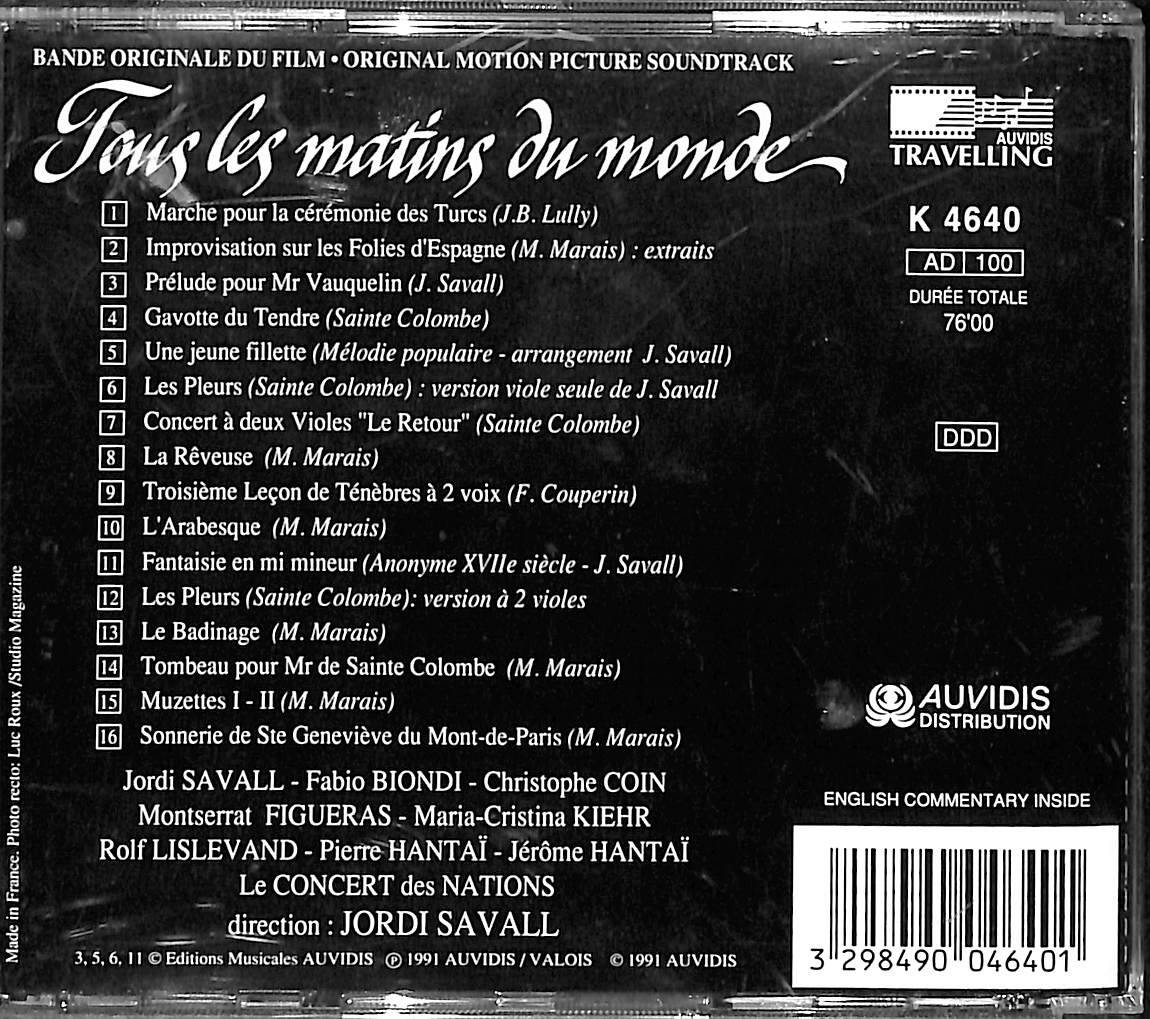 BANDE ORIGINALE DU FILM • ORIGINAL MOTION PICTURE SOUNDTRACK
Tous les matins du monde
AUVIDIS
TRAVELLING
1 Marche pour la cérémonie des Turcs (J.B. Lully)
2 Improvisation sur les Folies d'Espagne (M. Marais) : extraits
3 Prélude pour Mr Vauquelin (J. Savall)
4 Gavotte du Tendre (Sainte Colombe)
5 Une jeune fillette (Mélodie populaire - arrangement J. Savall)
6 Les Pleurs (Sainte Colombe) : version viole seule de J. Savall
7 Concert à deux Violes "Le Retour" (Sainte Colombe)
8 La Rêveuse (M. Marais)
9 Troisième Leçon de Ténèbres à 2 voix (F. Couperin)
10 L'Arabesque (M. Marais)
11 Fantaisie en mi mineur (Anonyme XVIIe siècle - J. Savall)
12 Les Pleurs (Sainte Colombe): version à 2 violes
13 Le Badinage (M. Marais)
14 Tombeau pour Mr de Sainte Colombe (M. Marais)
15 Muzettes I - II (M. Marais)
16 Sonnerie de Ste Geneviève du Mont-de-Paris (M. Marais)
K 4640
AD 100
DURÉE TOTALE
76'00
DDD
AUVIDIS
DISTRIBUTION
Jordi SAVALL - Fabio BIONDI - Christophe COIN
Montserrat FIGUERAS - Maria-Cristina KIEHR
Rolf LISLEVAND - Pierre HANTAÏ - Jérôme HANTAÏ
Le CONCERT des NATIONS
direction : JORDI SAVALL
3, 5, 6, 11 © Editions Musicales AUVIDIS ℗ 1991 AUVIDIS / VALOIS © 1991 AUVIDIS
ENGLISH COMMENTARY INSIDE
3 298490 046401
Made in France. Photo recto: Luc Roux /Studio Magazine